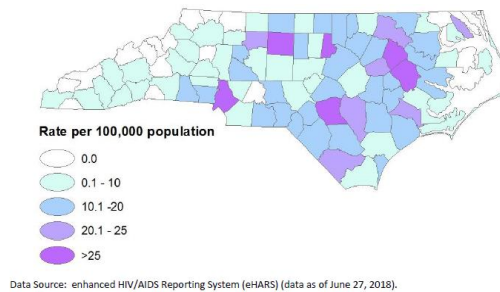 Rate per 100,000 population
0.0
0.1 - 10
10.1 -20
20.1 - 25
>25
Data Source: enhanced HIV/AIDS Reporting System (eHARS) (data as of June 27, 2018).